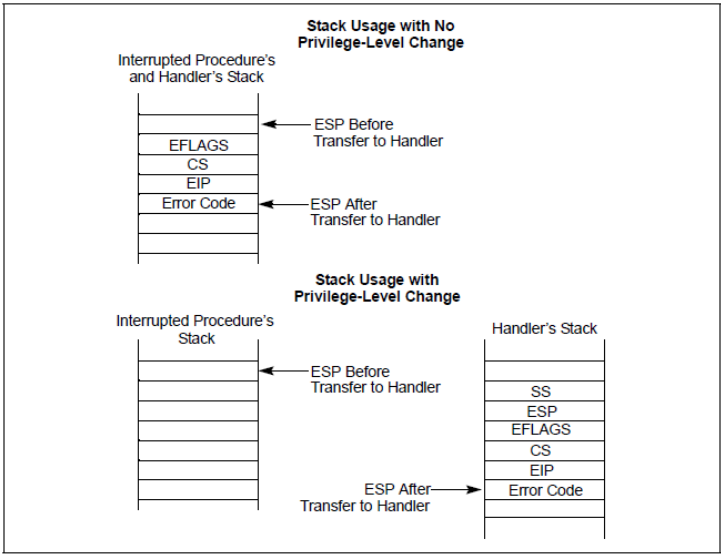 Stack Usage with No
Privilege-Level Change
Interrupted Procedure's
and Handler's Stack
ESP Before
Transfer to Handler
EFLAGS
CS
EIP
Error Code
ESP After
Transfer to Handler
Stack Usage with
Privilege-Level Change
Interrupted Procedure's
Stack
Handler's Stack
ESP Before
Transfer to Handler
SS
ESP
EFLAGS
CS
EIP
ESP After
Transfer to Handler
Error Code